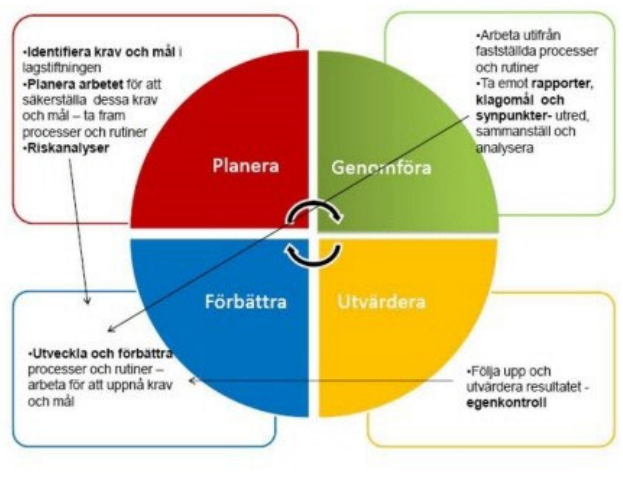 •Identifiera krav och mål i
lagstiftningen
•Planera arbetet för att
säkerställa dessa krav
och mål – ta fram
processer och rutiner
•Riskanalyser
•Arbeta utifrån
fastställda processer
och rutiner
•Ta emot rapporter,
klagomål och
synpunkter- utred,
sammanställ och
analysera
Planera
Genomföra
Förbättra
Utvärdera
•Utveckla och förbättra
processer och rutiner –
arbeta för att uppnå krav
och mål
•Följa upp och
utvärdera resultatet -
egenkontroll